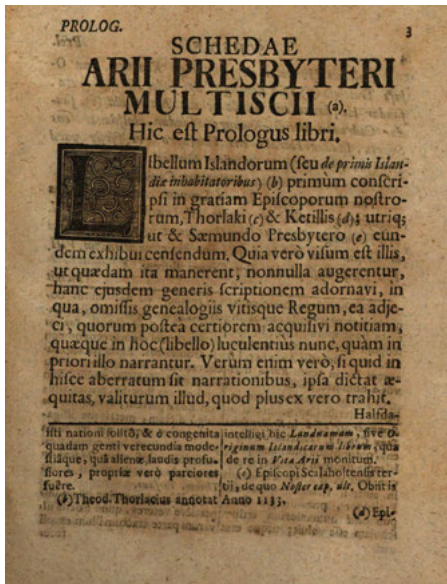 PROLOG. 3
SCHEDAE
ARII PRESBYTERI
MULTISCII (a).
Hic eſt Prologus libri.
LIbellum Islandorum (ſeu de primis Islan-
diæ inhabitatoribus) (b) primùm conſcri-
pſi in gratiam Epiſcoporum noſtro-
rum, Thorlaki (c) & Ketillis (d); utriq;
ut & Sæmundo Presbytero (e) eun-
dem exhibui cenſendum. Quia verò viſum eſt illis,
ut quædam ita manerent, nonnulla augerentur,
hanc ejuſdem generis ſcriptionem adornavi, in
qua, omiſſis genealogiis vitisque Regum, ea adje-
ci, quorum poſteà certiorem acquiſivi notitiam,
quæque in hoc (libello) luculentiùs nunc, quàm in
priori illo narrantur. Verùm enim verò, ſi quid in
hiſce aberratum ſit narrationibus, ipſa dictat æ-
quitas, valiturum illud, quod plus ex vero trahit.
Halfda-
iſti nationi ſolitô, & è congenita
quadam genti verecundia mode-
ſtiâque, quâ alienæ laudis profu-
ſiores, propriæ verò parciores
fuêre.
(b) Theod. Thorlacius annotat
intelligi hic Landnamam, ſive O-
riginum Islandicarum librum, quâ
de re in Vita Arii monitum.
(c) Epiſcopi Scalaholtenſis ter-
tii, de quo Noſter cap. ult. Obiit is
Anno 1133.
(d) Epi-